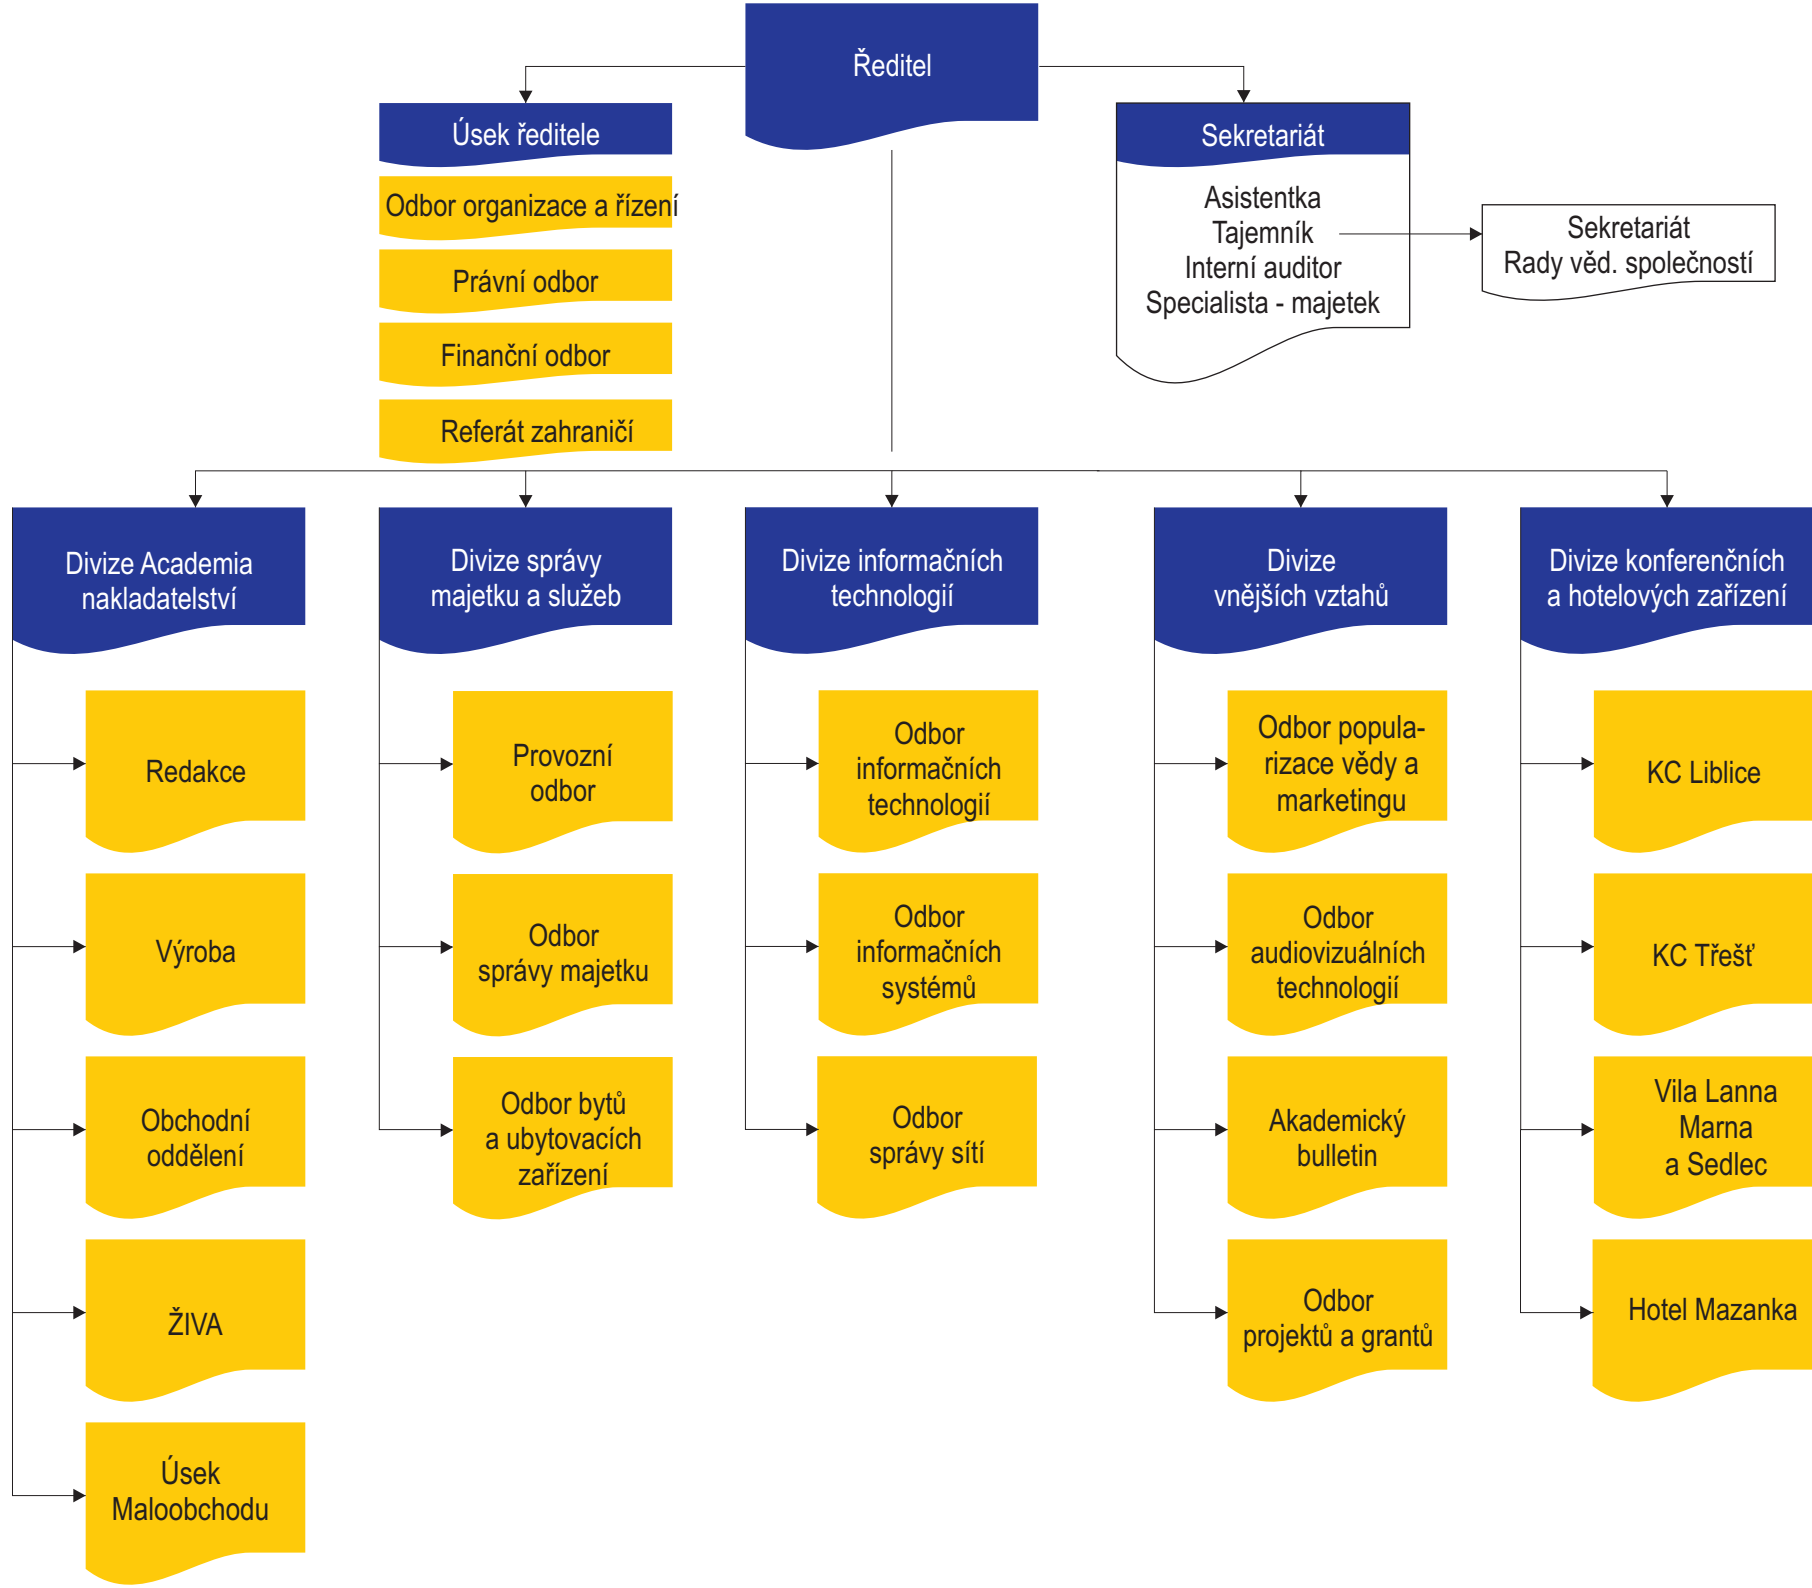 Ředitel
Úsek ředitele
Odbor organizace a řízení
Právní odbor
Finanční odbor
Referát zahraničí
Sekretariát
Asistentka
Tajemník
Interní auditor
Specialista - majetek
Sekretariát
Rady věd. společností
Divize Academia
nakladatelství
Redakce
Výroba
Obchodní
oddělení
ŽIVA
Úsek
Maloobchodu
Divize správy
majetku a služeb
Provozní
odbor
Odbor
správy majetku
Odbor bytů
a ubytovacích
zařízení
Divize informačních
technologií
Odbor
informačních
technologií
Odbor
informačních
systémů
Odbor
správy sítí
Divize
vnějších vztahů
Odbor popula-
rizace vědy a
marketingu
Odbor
audiovizuálních
technologií
Akademický
bulletin
Odbor
projektů a grantů
Divize konferenčních
a hotelových zařízení
KC Liblice
KC Třešť
Vila Lanna
Marna
a Sedlec
Hotel Mazanka